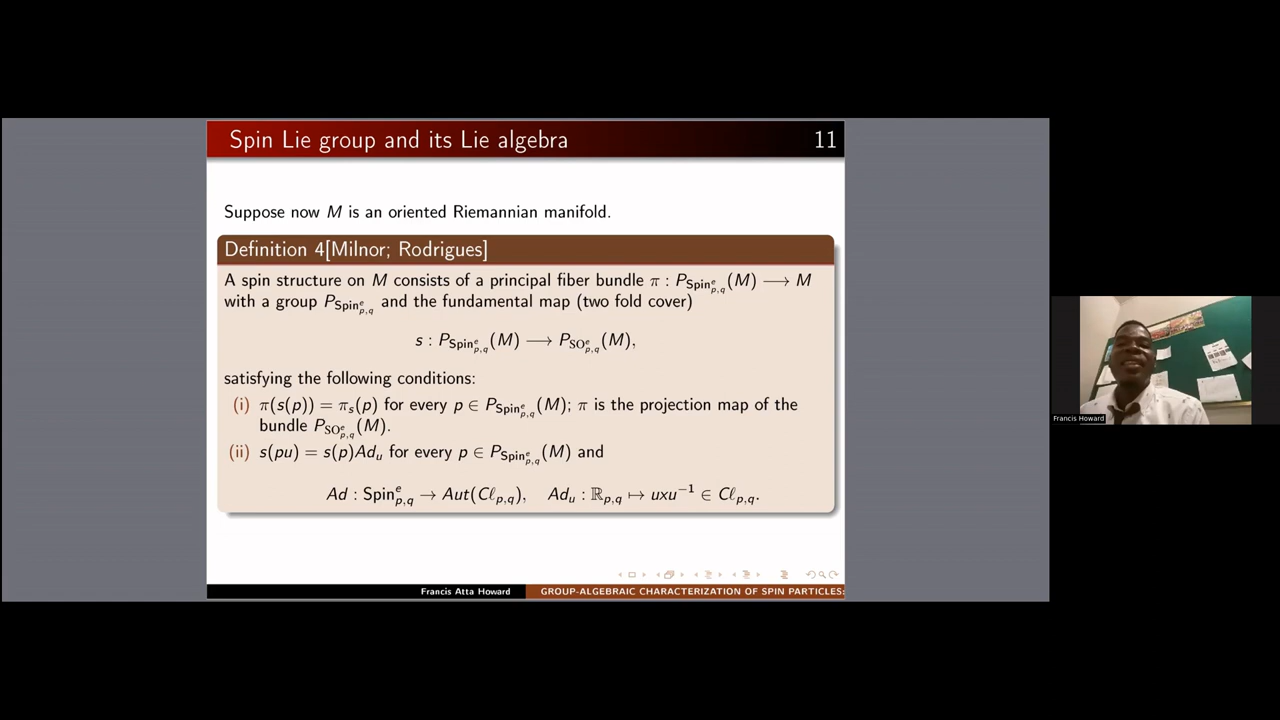 Spin Lie group and its Lie algebra 11
Suppose now M is an oriented Riemannian manifold.
Definition 4[Milnor; Rodrigues]
A spin structure on M consists of a principal fiber bundle π : P_{Spin^e_{p,q}}(M) ⟶ M
with a group P_{Spin^e_{p,q}} and the fundamental map (two fold cover)
s : P_{Spin^e_{p,q}}(M) ⟶ P_{SO^e_{p,q}}(M),
satisfying the following conditions:
(i) π(s(p)) = π_s(p) for every p ∈ P_{Spin^e_{p,q}}(M); π is the projection map of the
bundle P_{SO^e_{p,q}}(M).
(ii) s(pu) = s(p)Ad_u for every p ∈ P_{Spin^e_{p,q}}(M) and
Ad : Spin^e_{p,q} → Aut(Cℓ_{p,q}), Ad_u : ℝ_{p,q} ↦ uxu^{-1} ∈ Cℓ_{p,q}.
Francis Atta Howard GROUP-ALGEBRAIC CHARACTERIZATION OF SPIN PARTICLES:
Francis Howard